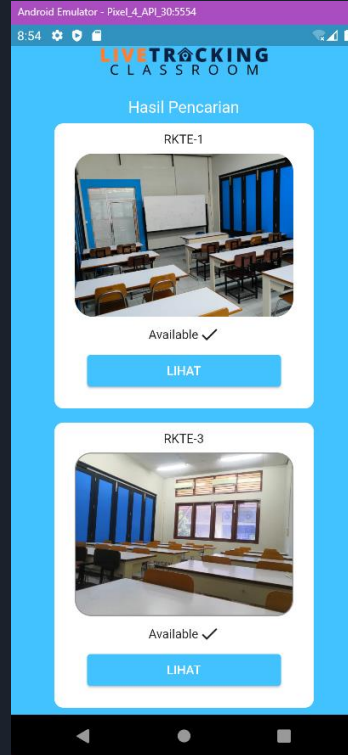 Android Emulator - Pixel_4_API_30:5554
8:54
LIVETRACKING
CLASSROOM
Hasil Pencarian
RKTE-1
Available
LIHAT
RKTE-3
Available
LIHAT